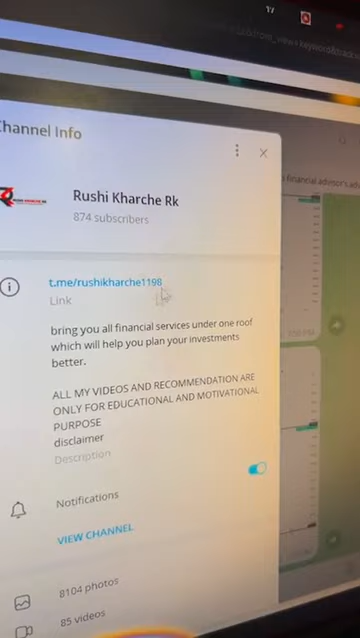 Channel Info
Rushi Kharche Rk
874 subscribers
t.me/rushikharche1198
Link
bring you all financial services under one roof
which will help you plan your investments
better.
ALL MY VIDEOS AND RECOMMENDATION ARE
ONLY FOR EDUCATIONAL AND MOTIVATIONAL
PURPOSE
disclaimer
Description
Notifications
VIEW CHANNEL
8104 photos
85 videos